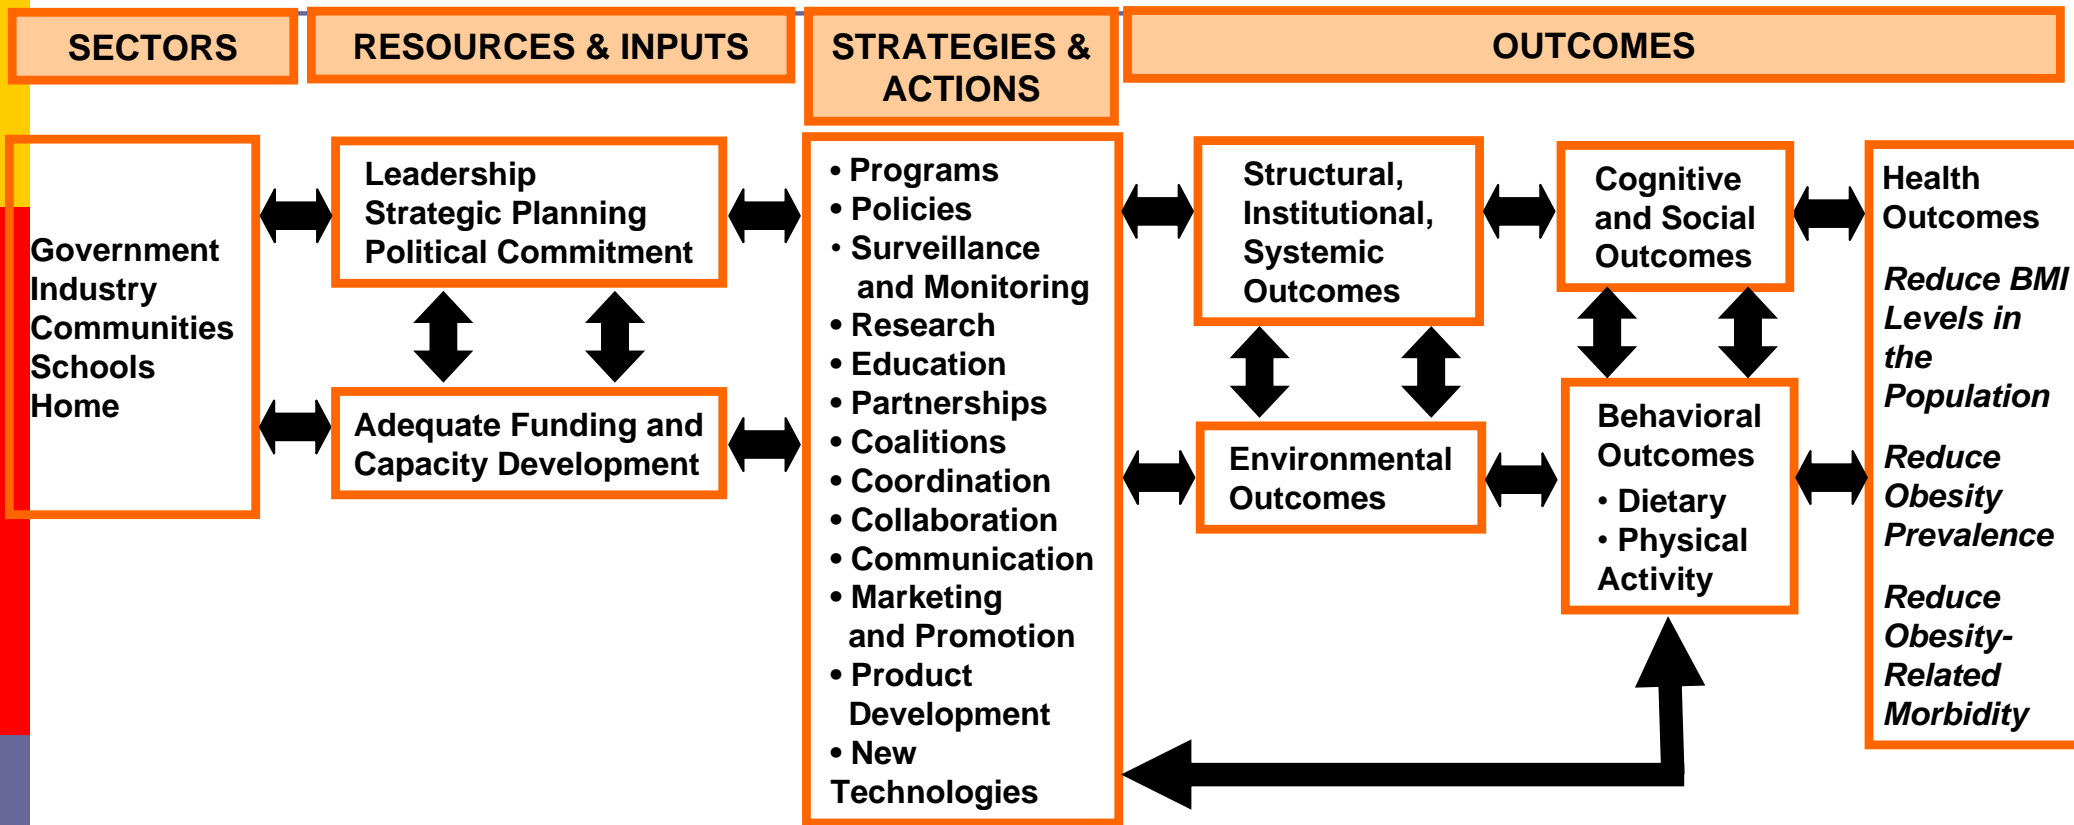 SECTORS
RESOURCES & INPUTS
STRATEGIES &
ACTIONS
OUTCOMES
Government
Industry
Communities
Schools
Home
Leadership
Strategic Planning
Political Commitment
Adequate Funding and
Capacity Development
• Programs
• Policies
• Surveillance
and Monitoring
• Research
• Education
• Partnerships
• Coalitions
• Coordination
• Collaboration
• Communication
• Marketing
and Promotion
• Product
Development
• New
Technologies
Structural,
Institutional,
Systemic
Outcomes
Environmental
Outcomes
Cognitive
and Social
Outcomes
Behavioral
Outcomes
• Dietary
• Physical
Activity
Health
Outcomes
Reduce BMI
Levels in
the
Population
Reduce
Obesity
Prevalence
Reduce
Obesity-
Related
Morbidity